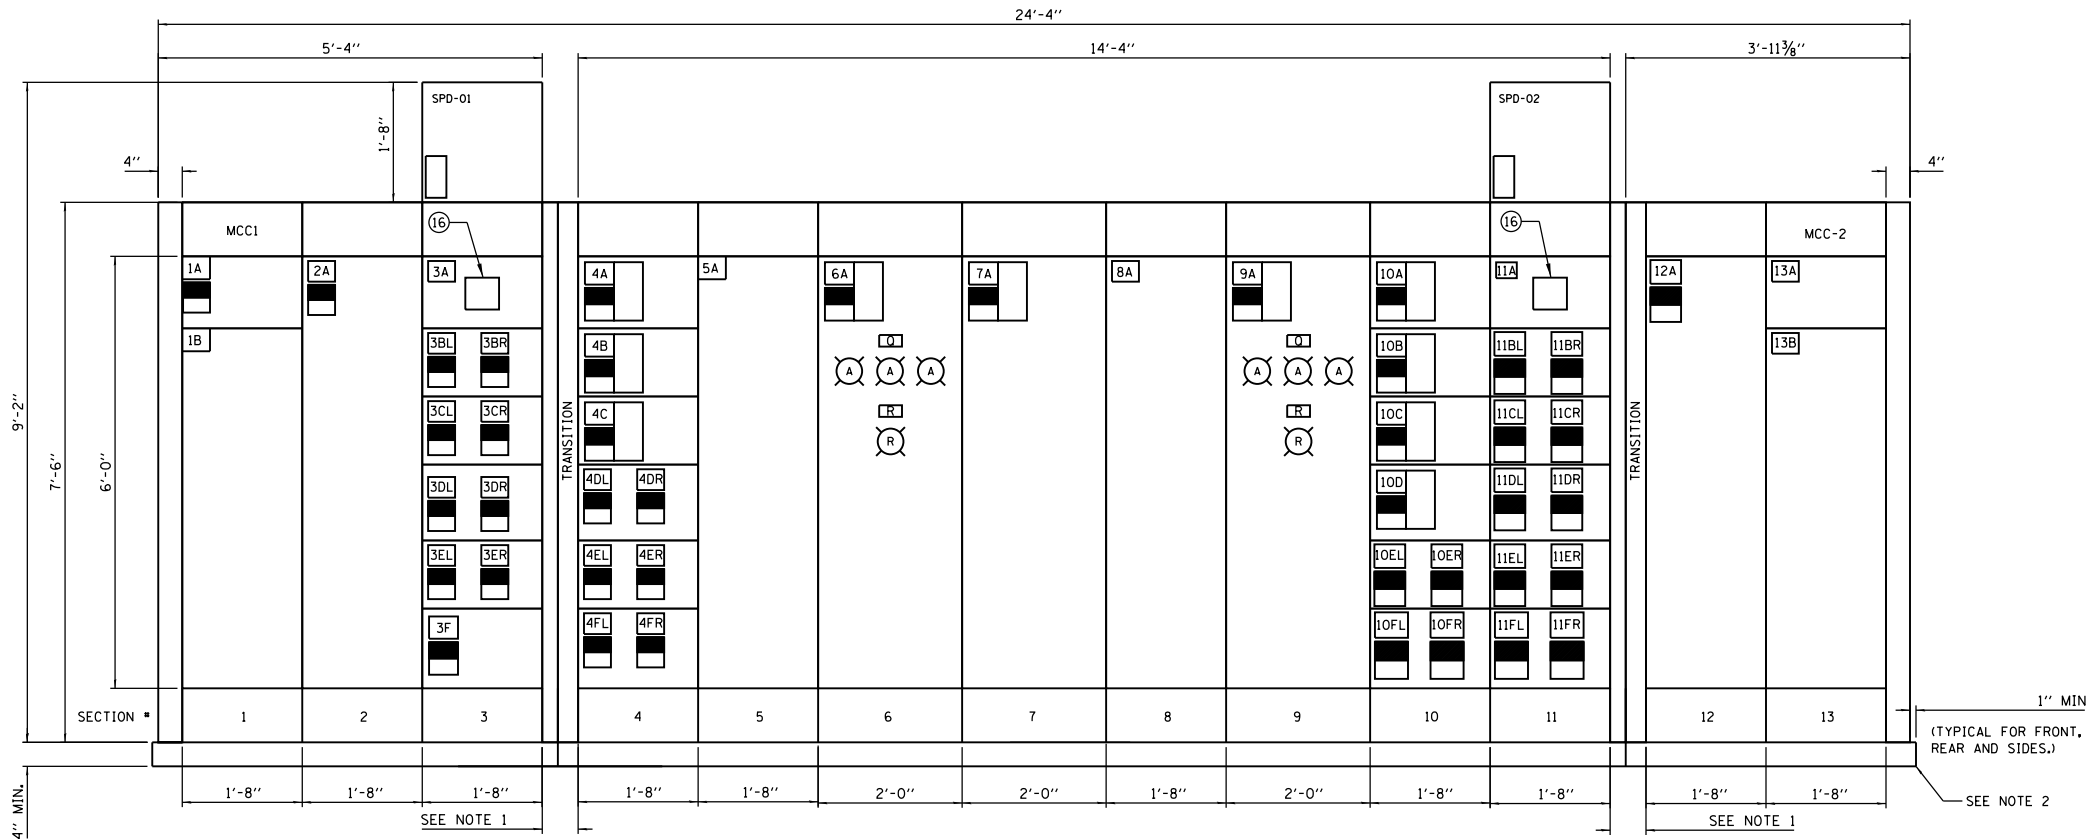 24'-4''
5'-4''
14'-4''
3'-11⅜''
SPD-01
SPD-02
1'-8''
4''
4''
9'-2''
7'-6''
6'-0''
MCC1
16
16
MCC-2
1A
2A
3A
4A
5A
6A
7A
8A
9A
10A
11A
12A
13A
1B
3BL
3BR
4B
Q
Q
10B
11BL
11BR
13B
A
A
A
A
A
A
3CL
3CR
4C
R
R
10C
11CL
11CR
TRANSITION
TRANSITION
R
R
3DL
3DR
4DL
4DR
10D
11DL
11DR
3EL
3ER
4EL
4ER
10EL
10ER
11EL
11ER
3F
4FL
4FR
10FL
10FR
11FL
11FR
SECTION #
1
2
3
4
5
6
7
8
9
10
11
12
13
1'' MIN
(TYPICAL FOR FRONT,
REAR AND SIDES.)
4'' MIN.
1'-8''
1'-8''
1'-8''
1'-8''
1'-8''
2'-0''
2'-0''
1'-8''
2'-0''
1'-8''
1'-8''
1'-8''
1'-8''
SEE NOTE 2
SEE NOTE 1
SEE NOTE 1